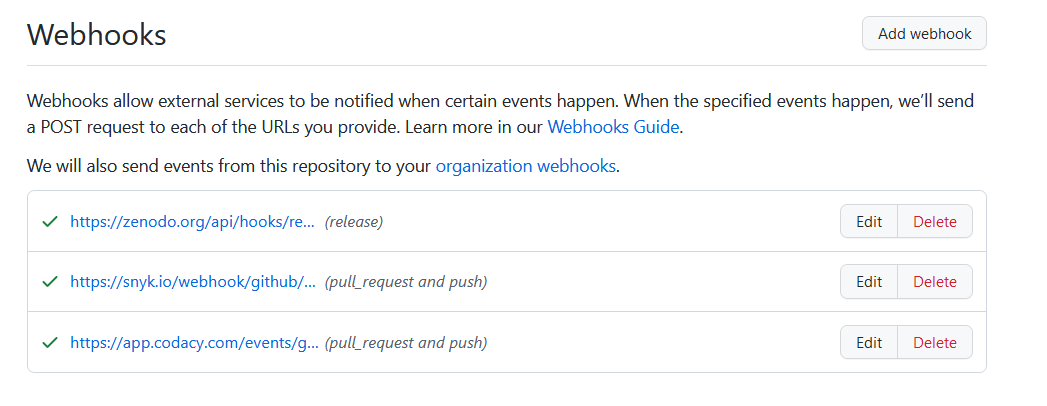 Webhooks
Add webhook
Webhooks allow external services to be notified when certain events happen. When the specified events happen, we’ll send
a POST request to each of the URLs you provide. Learn more in our Webhooks Guide.
We will also send events from this repository to your organization webhooks.
https://zenodo.org/api/hooks/re... (release) Edit Delete
https://snyk.io/webhook/github/... (pull_request and push) Edit Delete
https://app.codacy.com/events/g... (pull_request and push) Edit Delete